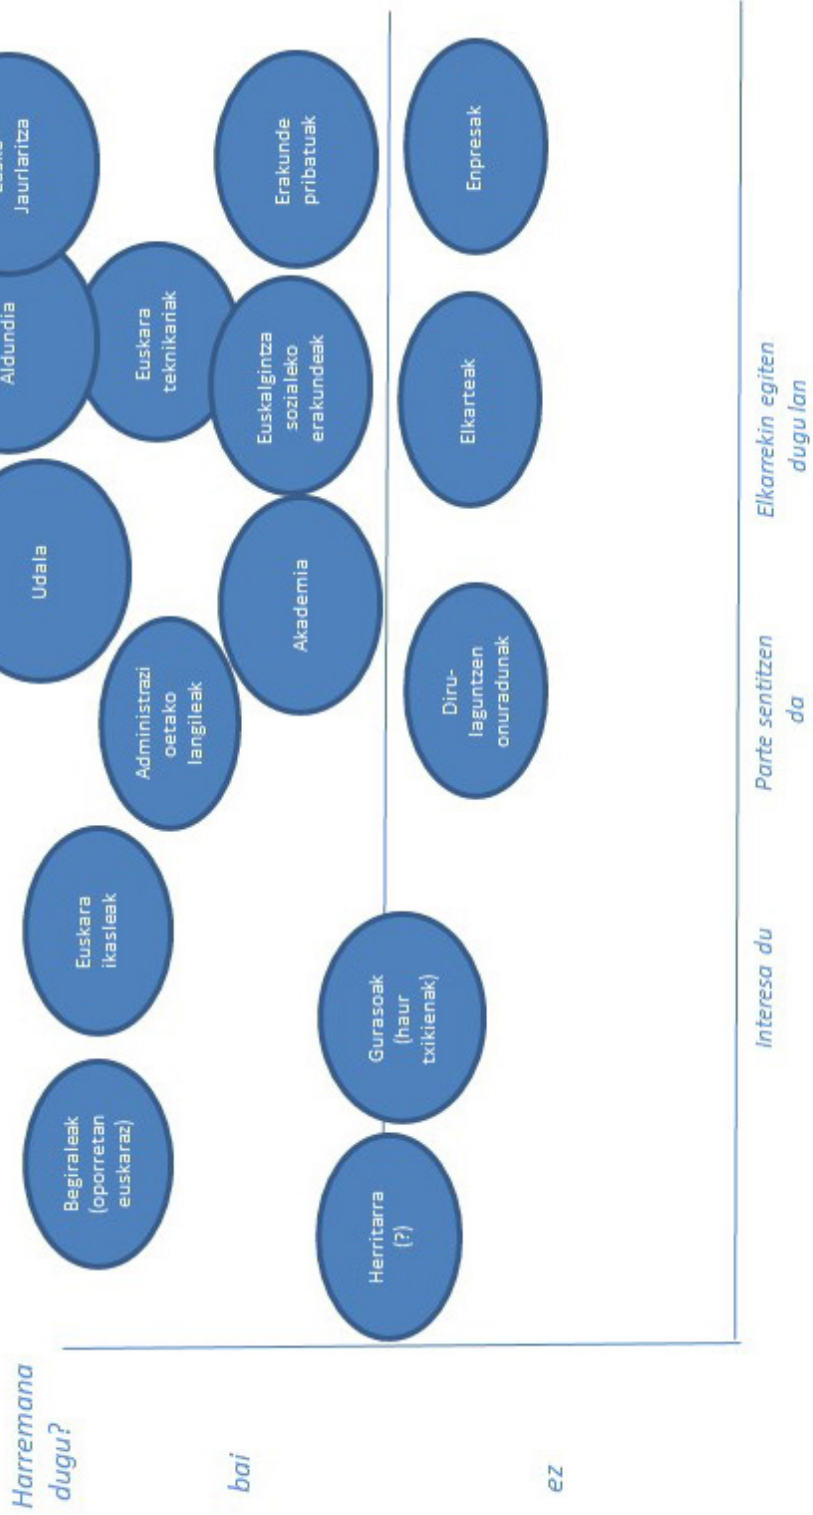 Harremana
dugu?
bai
ez
Jaurlaritza
Aldundia
Udala
Euskara
teknikariak
Erakunde
pribatuak
Euskalgintza
sozialeko
erakundeak
Akademia
Administrazi
oetako
langileak
Euskara
ikasleak
Begiraleak
(oporretan
euskaraz)
Enpresak
Elkarteak
Diru-
laguntzen
onuradunak
Gurasoak
(haur
txikienak)
Herritarra
(?)
Interesa du
Parte sentitzen
da
Elkarrekin egiten
dugu lan